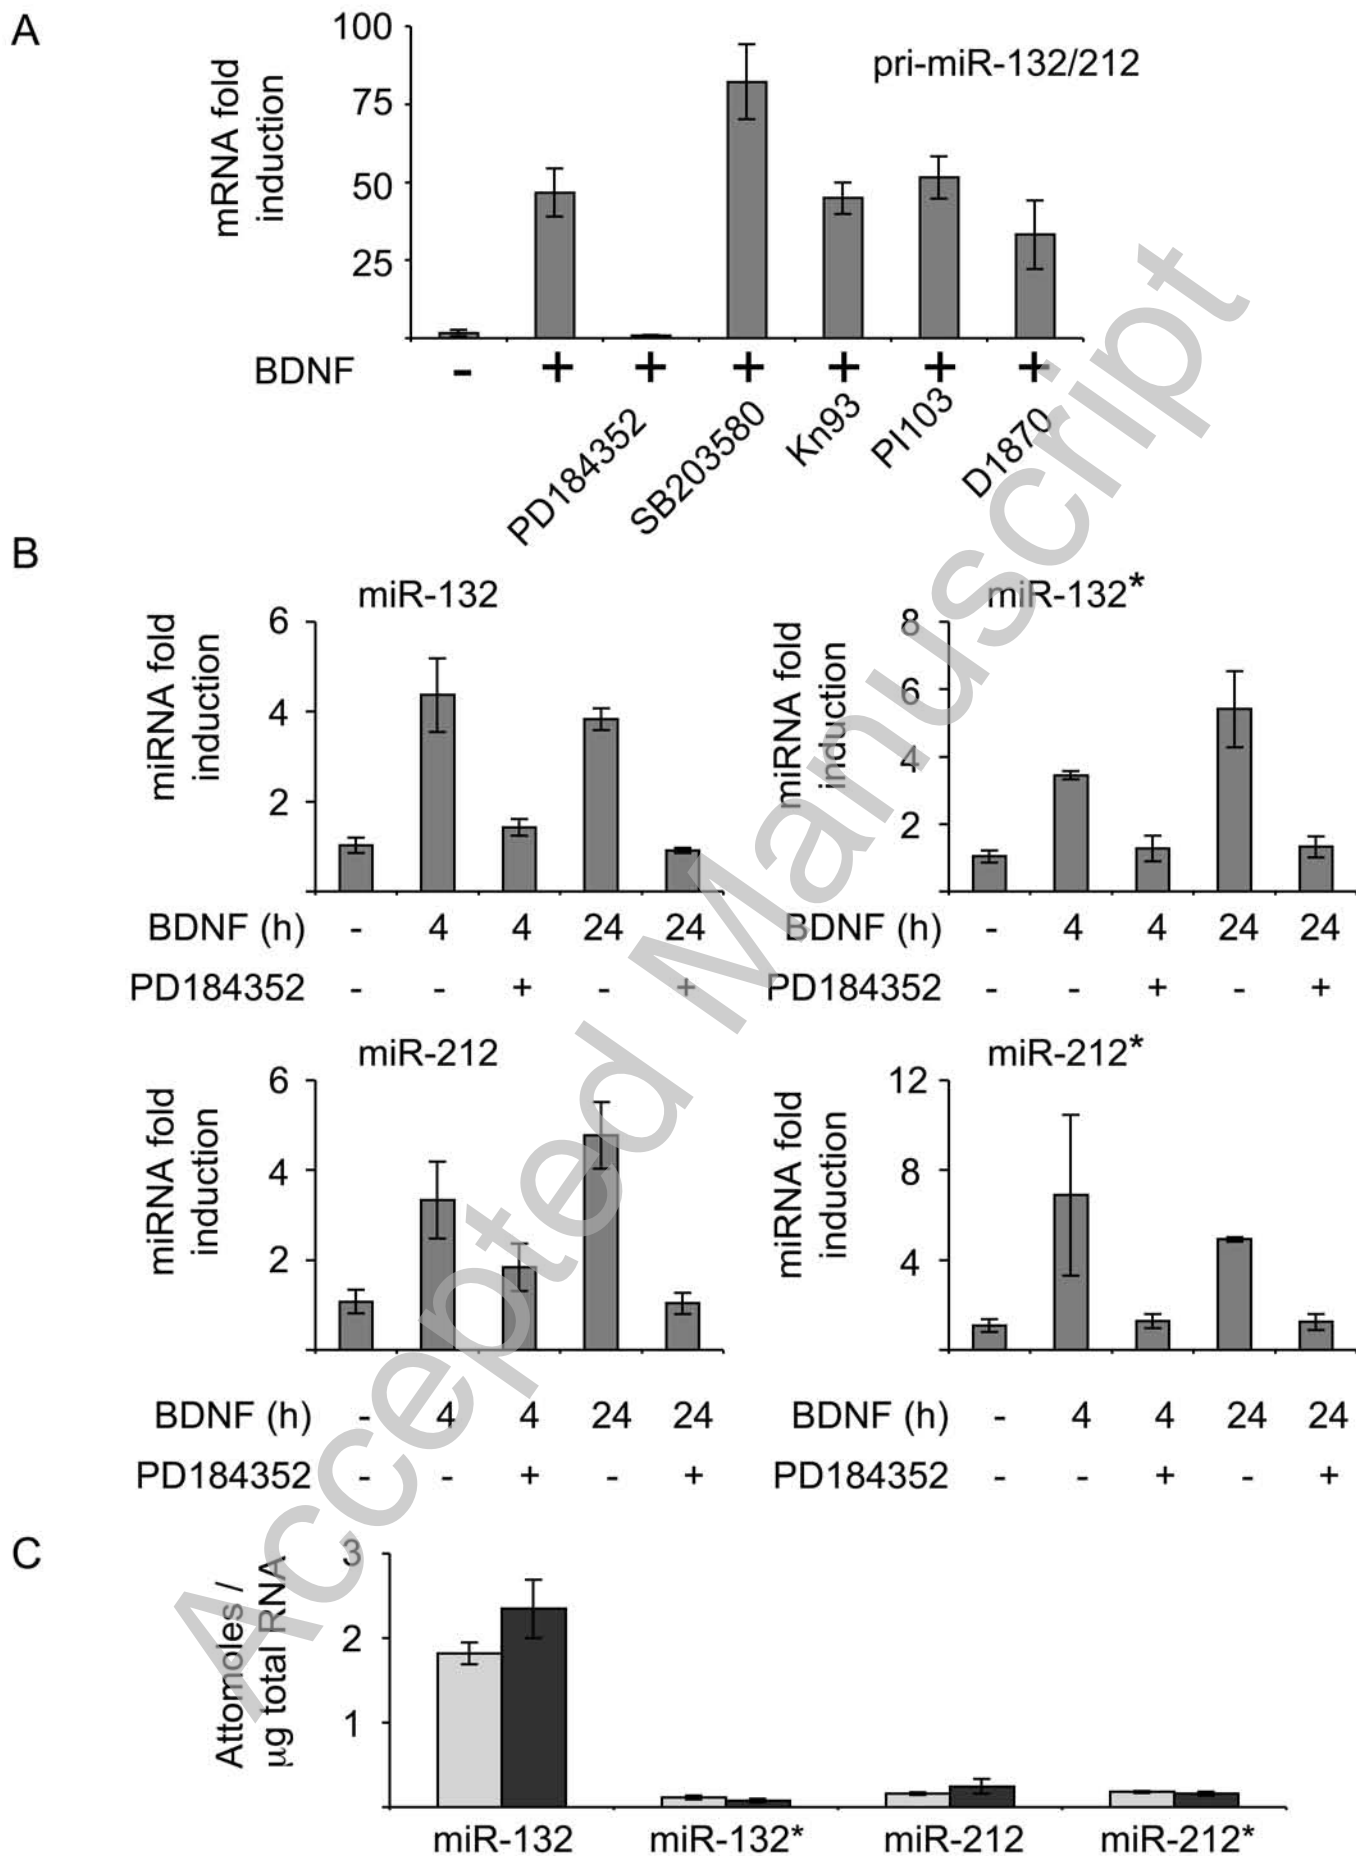 A
100
75
50
25
mRNA fold
induction
pri-miR-132/212
BDNF - + + + + + +
PD184352
SB203580
Kn93
PI103
D1870
B
miR-132
6
4
2
miRNA fold
induction
BDNF (h) - 4 4 24 24
PD184352 - - + - +
miR-132*
8
6
4
2
miRNA fold
induction
BDNF (h) - 4 4 24 24
PD184352 - - + - +
miR-212
6
4
2
miRNA fold
induction
BDNF (h) - 4 4 24 24
PD184352 - - + - +
miR-212*
12
8
4
miRNA fold
induction
BDNF (h) - 4 4 24 24
PD184352 - - + - +
C
3
2
1
Attomoles /
µg total RNA
miR-132 miR-132* miR-212 miR-212*
Accepted Manuscript